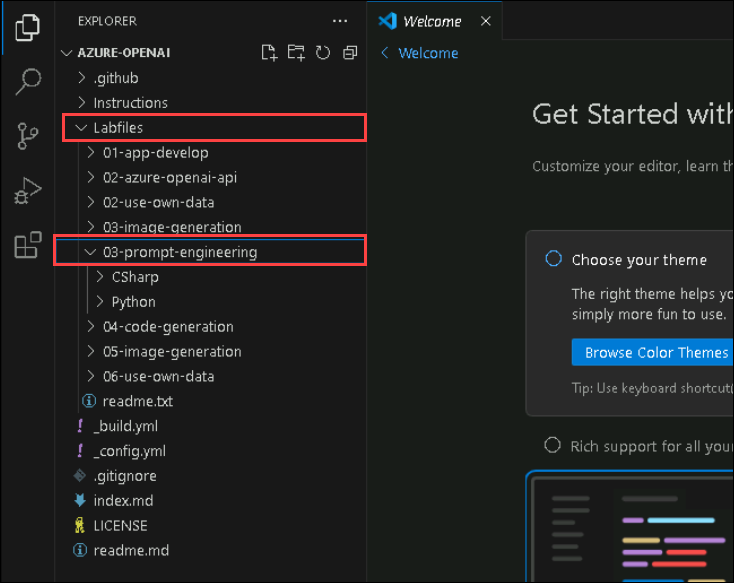 EXPLORER
Welcome
AZURE-OPENAI
Welcome
.github
Instructions
Labfiles
01-app-develop
02-azure-openai-api
02-use-own-data
03-image-generation
03-prompt-engineering
CSharp
Python
04-code-generation
05-image-generation
06-use-own-data
readme.txt
_build.yml
_config.yml
.gitignore
index.md
LICENSE
readme.md
Get Started with
Customize your editor, learn th
Choose your theme
The right theme helps yo
simply more fun to use.
Browse Color Themes
Tip: Use keyboard shortcut(
Rich support for all your